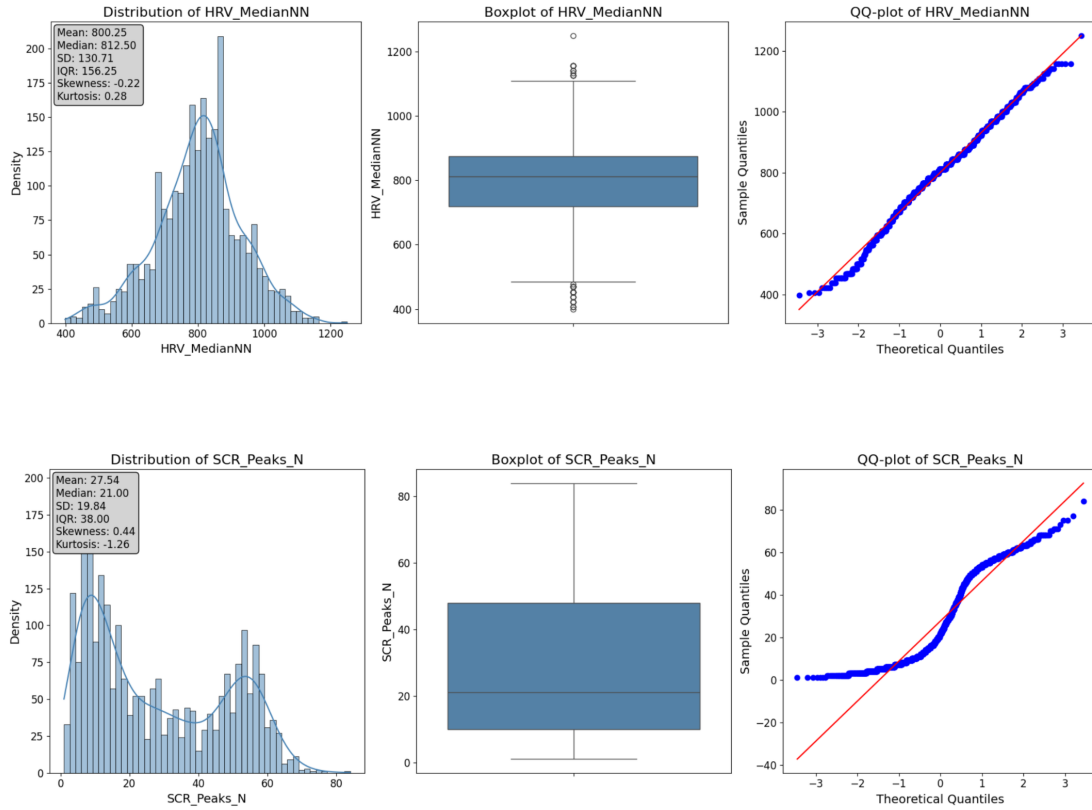 Distribution of HRV_MedianNN
Mean: 800.25
Median: 812.50
SD: 130.71
IQR: 156.25
Skewness: -0.22
Kurtosis: 0.28
200
175
150
125
100
75
50
25
0
Density
400
600
800
1000
1200
HRV_MedianNN
Boxplot of HRV_MedianNN
1200
1000
800
600
400
HRV_MedianNN
QQ-plot of HRV_MedianNN
1200
1000
800
600
400
Sample Quantiles
−3
−2
−1
0
1
2
3
Theoretical Quantiles
Distribution of SCR_Peaks_N
Mean: 27.54
Median: 21.00
SD: 19.84
IQR: 38.00
Skewness: 0.44
Kurtosis: -1.26
200
175
150
125
100
75
50
25
0
Density
0
20
40
60
80
SCR_Peaks_N
Boxplot of SCR_Peaks_N
80
60
40
20
0
SCR_Peaks_N
QQ-plot of SCR_Peaks_N
80
60
40
20
0
−20
−40
Sample Quantiles
−3
−2
−1
0
1
2
3
Theoretical Quantiles